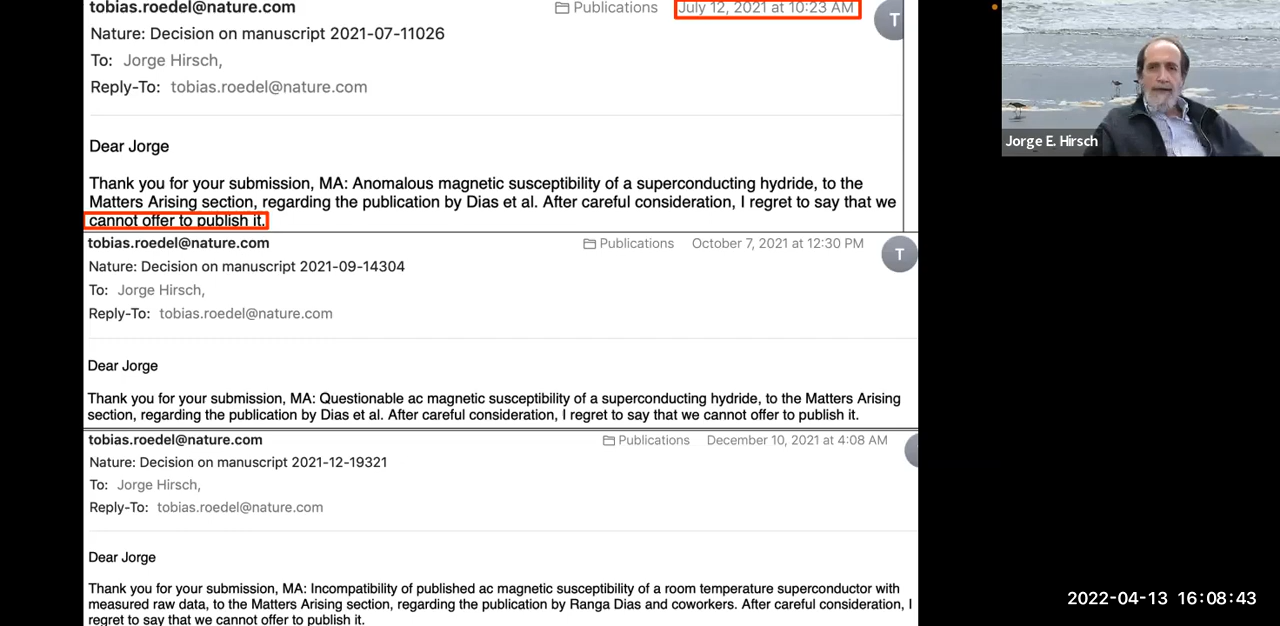 tobias.roedel@nature.com Publications July 12, 2021 at 10:23 AM
T
Nature: Decision on manuscript 2021-07-11026
To: Jorge Hirsch,
Reply-To: tobias.roedel@nature.com
Dear Jorge
Thank you for your submission, MA: Anomalous magnetic susceptibility of a superconducting hydride, to the
Matters Arising section, regarding the publication by Dias et al. After careful consideration, I regret to say that we
cannot offer to publish it.
tobias.roedel@nature.com Publications October 7, 2021 at 12:30 PM
T
Nature: Decision on manuscript 2021-09-14304
To: Jorge Hirsch,
Reply-To: tobias.roedel@nature.com
Dear Jorge
Thank you for your submission, MA: Questionable ac magnetic susceptibility of a superconducting hydride, to the Matters Arising
section, regarding the publication by Dias et al. After careful consideration, I regret to say that we cannot offer to publish it.
tobias.roedel@nature.com Publications December 10, 2021 at 4:08 AM
Nature: Decision on manuscript 2021-12-19321
To: Jorge Hirsch,
Reply-To: tobias.roedel@nature.com
Dear Jorge
Thank you for your submission, MA: Incompatibility of published ac magnetic susceptibility of a room temperature superconductor with
measured raw data, to the Matters Arising section, regarding the publication by Ranga Dias and coworkers. After careful consideration, I
regret to say that we cannot offer to publish it.
Jorge E. Hirsch
2022-04-13 16:08:43